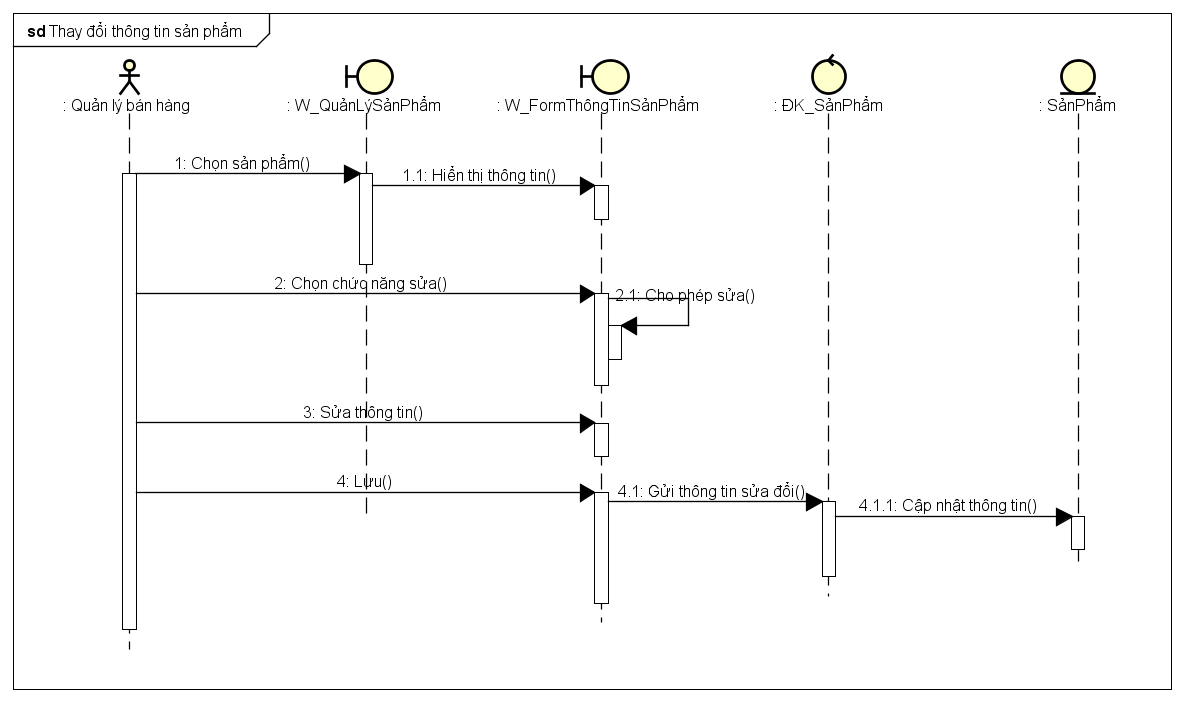 sd Thay đổi thông tin sản phẩm
: Quản lý bán hàng
: W_QuảnLýSảnPhẩm
: W_FormThôngTinSảnPhẩm
: ĐK_SảnPhẩm
: SảnPhẩm
1: Chọn sản phẩm()
1.1: Hiển thị thông tin()
2: Chọn chức năng sửa()
2.1: Cho phép sửa()
3: Sửa thông tin()
4: Lưu()
4.1: Gửi thông tin sửa đổi()
4.1.1: Cập nhật thông tin()